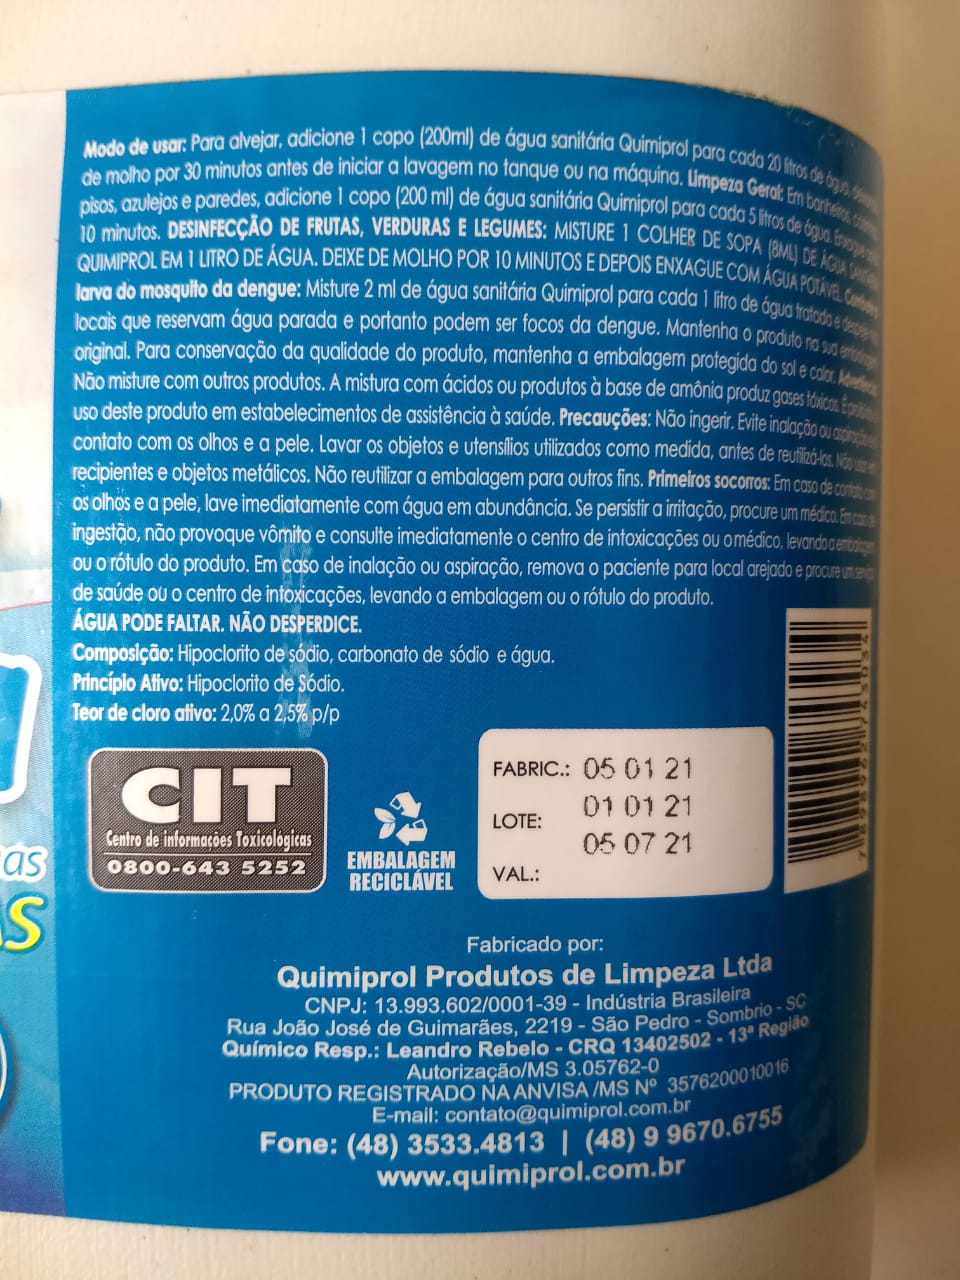 Modo de usar: Para alvejar, adicione 1 copo (200ml) de água sanitária Quimiprol para cada 20 litros de água,
de molho por 30 minutos antes de iniciar a lavagem no tanque ou na máquina. Limpeza Geral: Em banheiros,
pisos, azulejos e paredes, adicione 1 copo (200 ml) de água sanitária Quimiprol para cada 5 litros de água.
10 minutos. DESINFECÇÃO DE FRUTAS, VERDURAS E LEGUMES: MISTURE 1 COLHER DE SOPA (8ML) DE ÁGUA SANITÁRIA
QUIMIPROL EM 1 LITRO DE ÁGUA. DEIXE DE MOLHO POR 10 MINUTOS E DEPOIS ENXAGUE COM ÁGUA POTÁVEL.
larva do mosquito da dengue: Misture 2 ml de água sanitária Quimiprol para cada 1 litro de água tratada e despeje
locais que reservam água parada e portanto podem ser focos da dengue. Mantenha o produto na sua embalagem
original. Para conservação da qualidade do produto, mantenha a embalagem protegida do sol e calor.
Não misture com outros produtos. A mistura com ácidos ou produtos à base de amônia produz gases tóxicos.
uso deste produto em estabelecimentos de assistência à saúde. Precauções: Não ingerir. Evite inalação ou aspiração
contato com os olhos e a pele. Lavar os objetos e utensílios utilizados como medida, antes de reutilizá-los. Não usar em
recipientes e objetos metálicos. Não reutilizar a embalagem para outros fins. Primeiros socorros: Em caso de contato com
os olhos e a pele, lave imediatamente com água em abundância. Se persistir a irritação, procure um médico. Em caso de
ingestão, não provoque vômito e consulte imediatamente o centro de intoxicações ou o médico, levando a embalagem
ou o rótulo do produto. Em caso de inalação ou aspiração, remova o paciente para local arejado e procure um serviço
de saúde ou o centro de intoxicações, levando a embalagem ou o rótulo do produto.
ÁGUA PODE FALTAR. NÃO DESPERDICE.
Composição: Hipoclorito de sódio, carbonato de sódio e água.
Princípio Ativo: Hipoclorito de Sódio.
Teor de cloro ativo: 2,0% a 2,5% p/p
CIT
Centro de informações Toxicológicas
0800-643 5252
EMBALAGEM
RECICLÁVEL
FABRIC.: 05 01 21
LOTE: 01 01 21
VAL.: 05 07 21
7 898962 743034
Fabricado por:
Quimiprol Produtos de Limpeza Ltda
CNPJ: 13.993.602/0001-39 - Indústria Brasileira
Rua João José de Guimarães, 2219 - São Pedro - Sombrio - SC
Químico Resp.: Leandro Rebelo - CRQ 13402502 - 13ª Região
Autorização/MS 3.05762-0
PRODUTO REGISTRADO NA ANVISA /MS Nº 3576200010016
E-mail: contato@quimiprol.com.br
Fone: (48) 3533.4813 | (48) 9 9670.6755
www.quimiprol.com.br